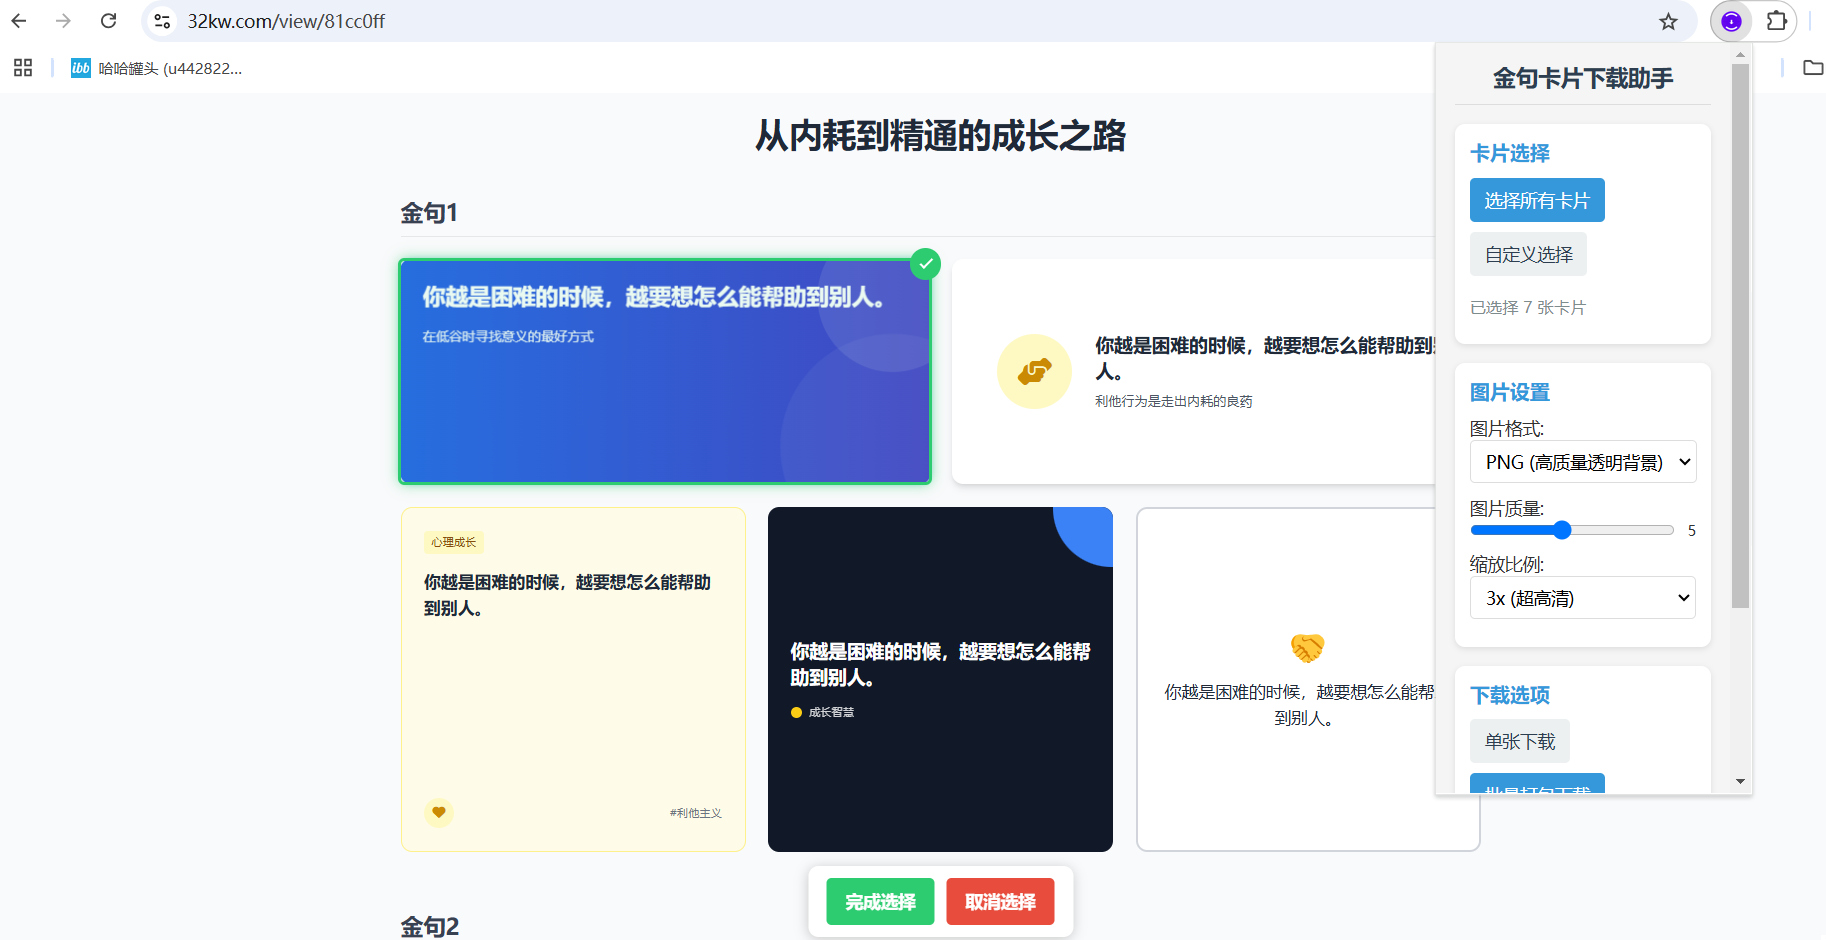 32kw.com/view/81cc0ff
ibb 哈哈罐头 (u442822...
从内耗到精通的成长之路
金句1
你越是困难的时候，越要想怎么能帮助到别人。
在低谷时寻找意义的最好方式
你越是困难的时候，越要想怎么能帮助到
人。
利他行为是走出内耗的良药
心理成长
你越是困难的时候，越要想怎么能帮助
到别人。
#利他主义
你越是困难的时候，越要想怎么能帮
助到别人。
成长智慧
你越是困难的时候，越要想怎么能帮
到别人。
完成选择
取消选择
金句2
金句卡片下载助手
卡片选择
选择所有卡片
自定义选择
已选择 7 张卡片
图片设置
图片格式:
PNG (高质量透明背景)
图片质量:
5
缩放比例:
3x (超高清)
下载选项
单张下载
批量打包下载